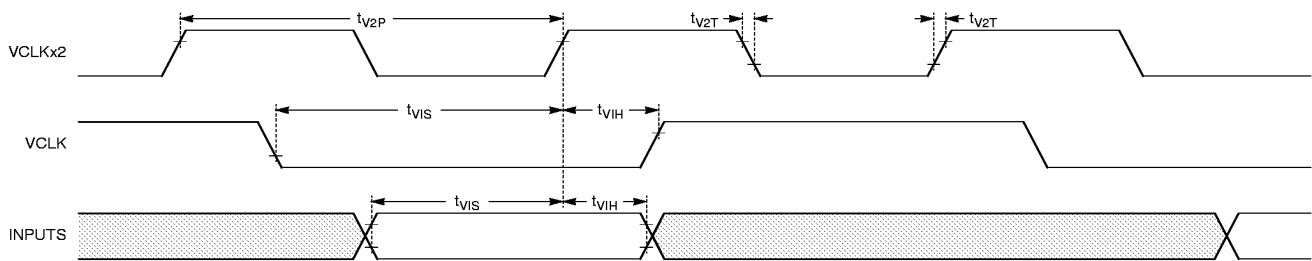 tV2P
tV2T
tV2T
VCLKx2
tVIS
tVIH
VCLK
tVIS
tVIH
INPUTS